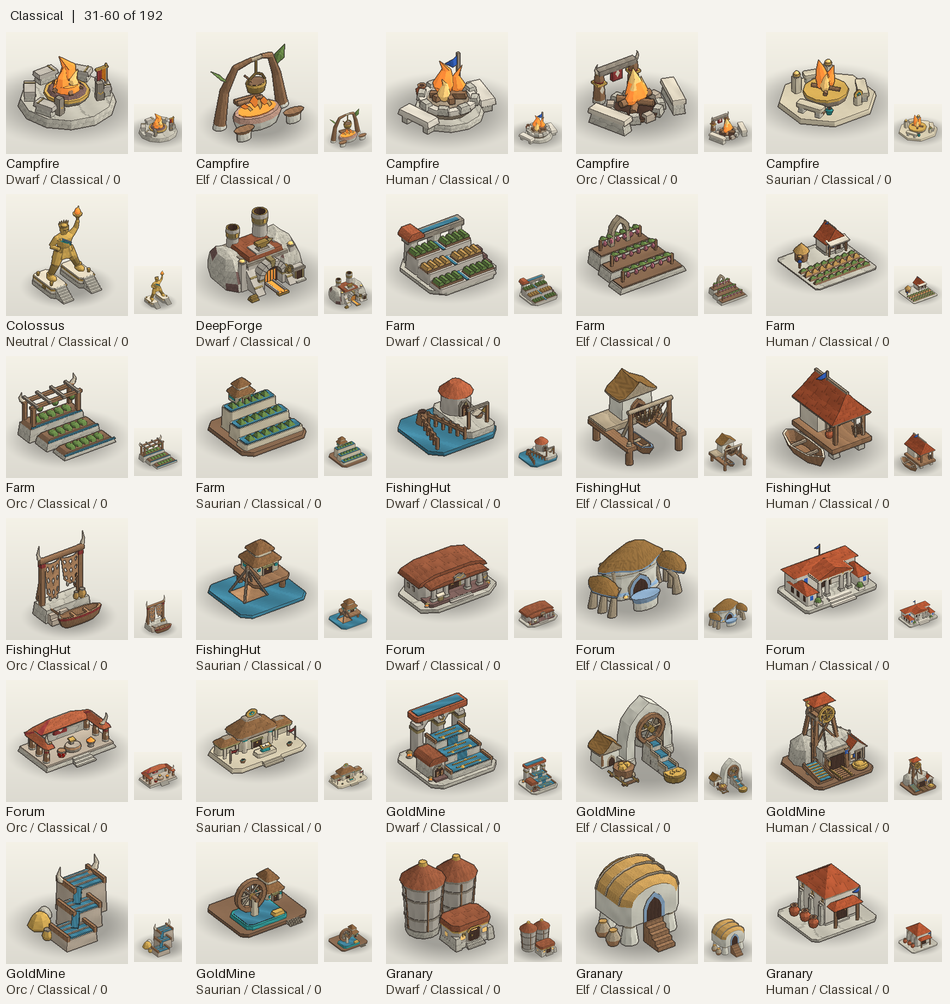 Classical | 31-60 of 192
Campfire
Dwarf / Classical / 0
Campfire
Elf / Classical / 0
Campfire
Human / Classical / 0
Campfire
Orc / Classical / 0
Campfire
Saurian / Classical / 0
Colossus
Neutral / Classical / 0
DeepForge
Dwarf / Classical / 0
Farm
Dwarf / Classical / 0
Farm
Elf / Classical / 0
Farm
Human / Classical / 0
Farm
Orc / Classical / 0
Farm
Saurian / Classical / 0
FishingHut
Dwarf / Classical / 0
FishingHut
Elf / Classical / 0
FishingHut
Human / Classical / 0
FishingHut
Orc / Classical / 0
FishingHut
Saurian / Classical / 0
Forum
Dwarf / Classical / 0
Forum
Elf / Classical / 0
Forum
Human / Classical / 0
Forum
Orc / Classical / 0
Forum
Saurian / Classical / 0
GoldMine
Dwarf / Classical / 0
GoldMine
Elf / Classical / 0
GoldMine
Human / Classical / 0
GoldMine
Orc / Classical / 0
GoldMine
Saurian / Classical / 0
Granary
Dwarf / Classical / 0
Granary
Elf / Classical / 0
Granary
Human / Classical / 0